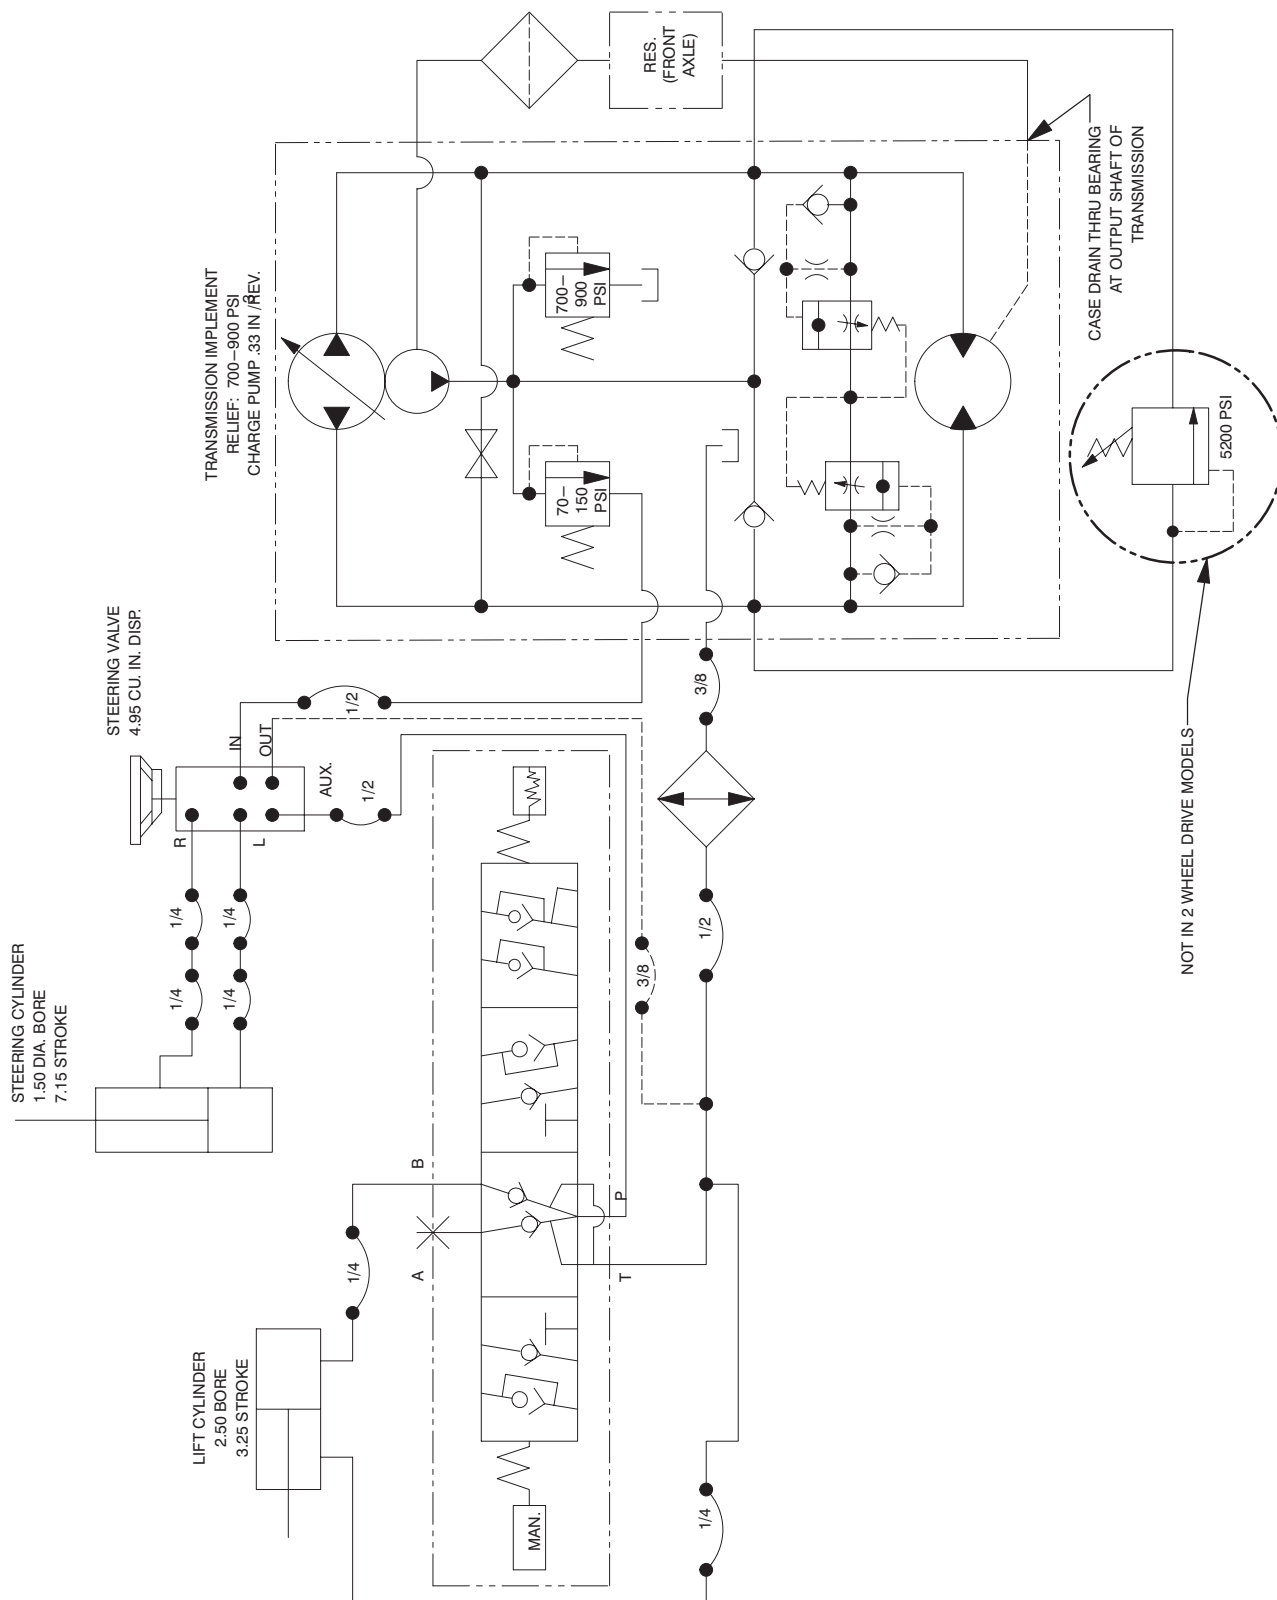 STEERING CYLINDER
1.50 DIA. BORE
7.15 STROKE
STEERING VALVE
4.95 CU. IN. DISP.
TRANSMISSION IMPLEMENT
RELIEF: 700–900 PSI
CHARGE PUMP .33 IN³/REV.
RES.
(FRONT
AXLE)
LIFT CYLINDER
2.50 BORE
3.25 STROKE
R
L
IN
OUT
AUX.
1/4
1/4
1/4
1/4
1/2
1/2
1/4
A
B
MAN.
T
P
3/8
1/2
3/8
1/4
70–
150
PSI
700–
900
PSI
CASE DRAIN THRU BEARING
AT OUTPUT SHAFT OF
TRANSMISSION
5200 PSI
NOT IN 2 WHEEL DRIVE MODELS